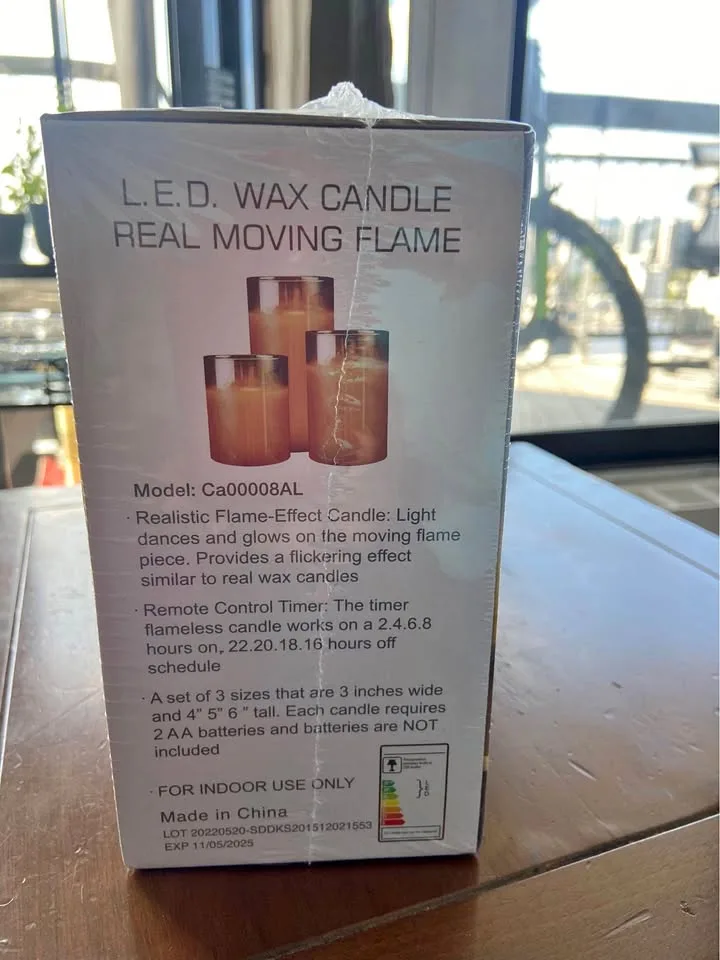 L.E.D. WAX CANDLE
REAL MOVING FLAME
Model: Ca00008AL
· Realistic Flame-Effect Candle: Light
dances and glows on the moving flame
piece. Provides a flickering effect
similar to real wax candles
· Remote Control Timer: The timer
flameless candle works on a 2.4.6.8
hours on, 22.20.18.16 hours off
schedule
· A set of 3 sizes that are 3 inches wide
and 4" 5" 6" tall. Each candle requires
2 AA batteries and batteries are NOT
included
· FOR INDOOR USE ONLY
Made in China
LOT 20220520-SDDKS201512021553
EXP 11/05/2025